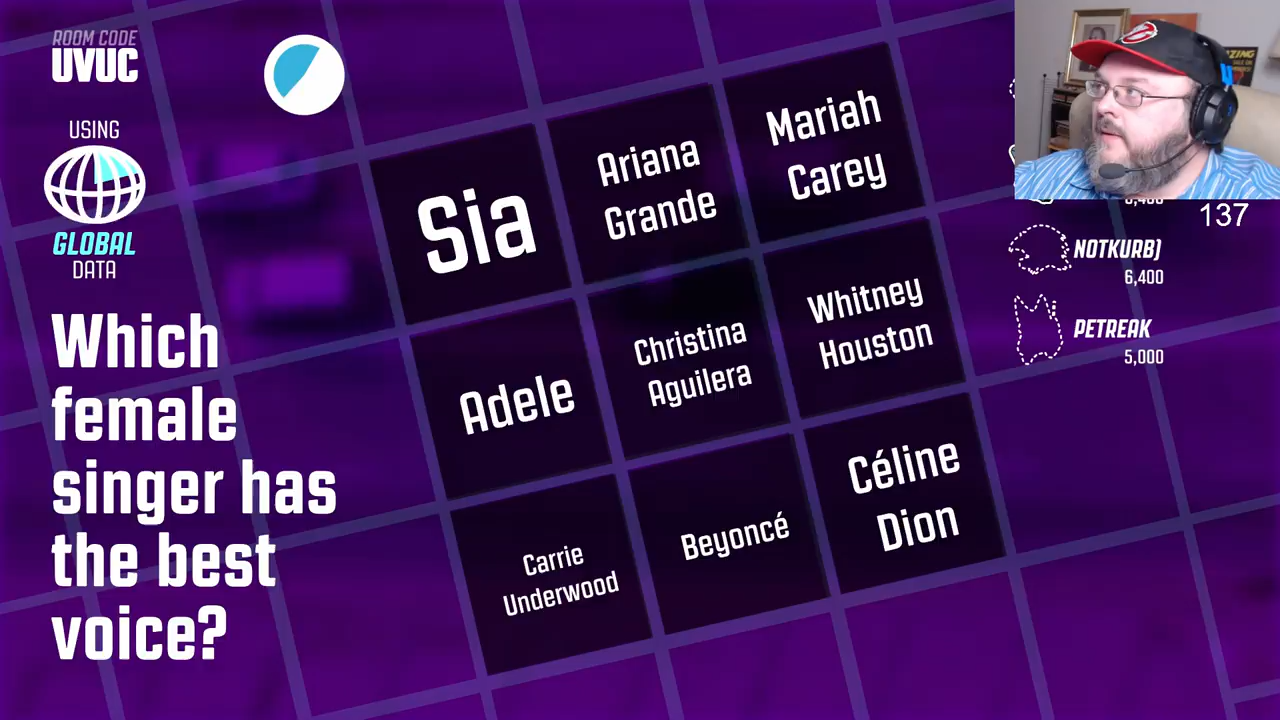 ROOM CODE
UVUC
USING
GLOBAL
DATA
Which
female
singer has
the best
voice?
Sia
Ariana
Grande
Mariah
Carey
Adele
Christina
Aguilera
Whitney
Houston
Carrie
Underwood
Beyoncé
Céline
Dion
137
NOTKURBJ
6,400
PETREAK
5,000